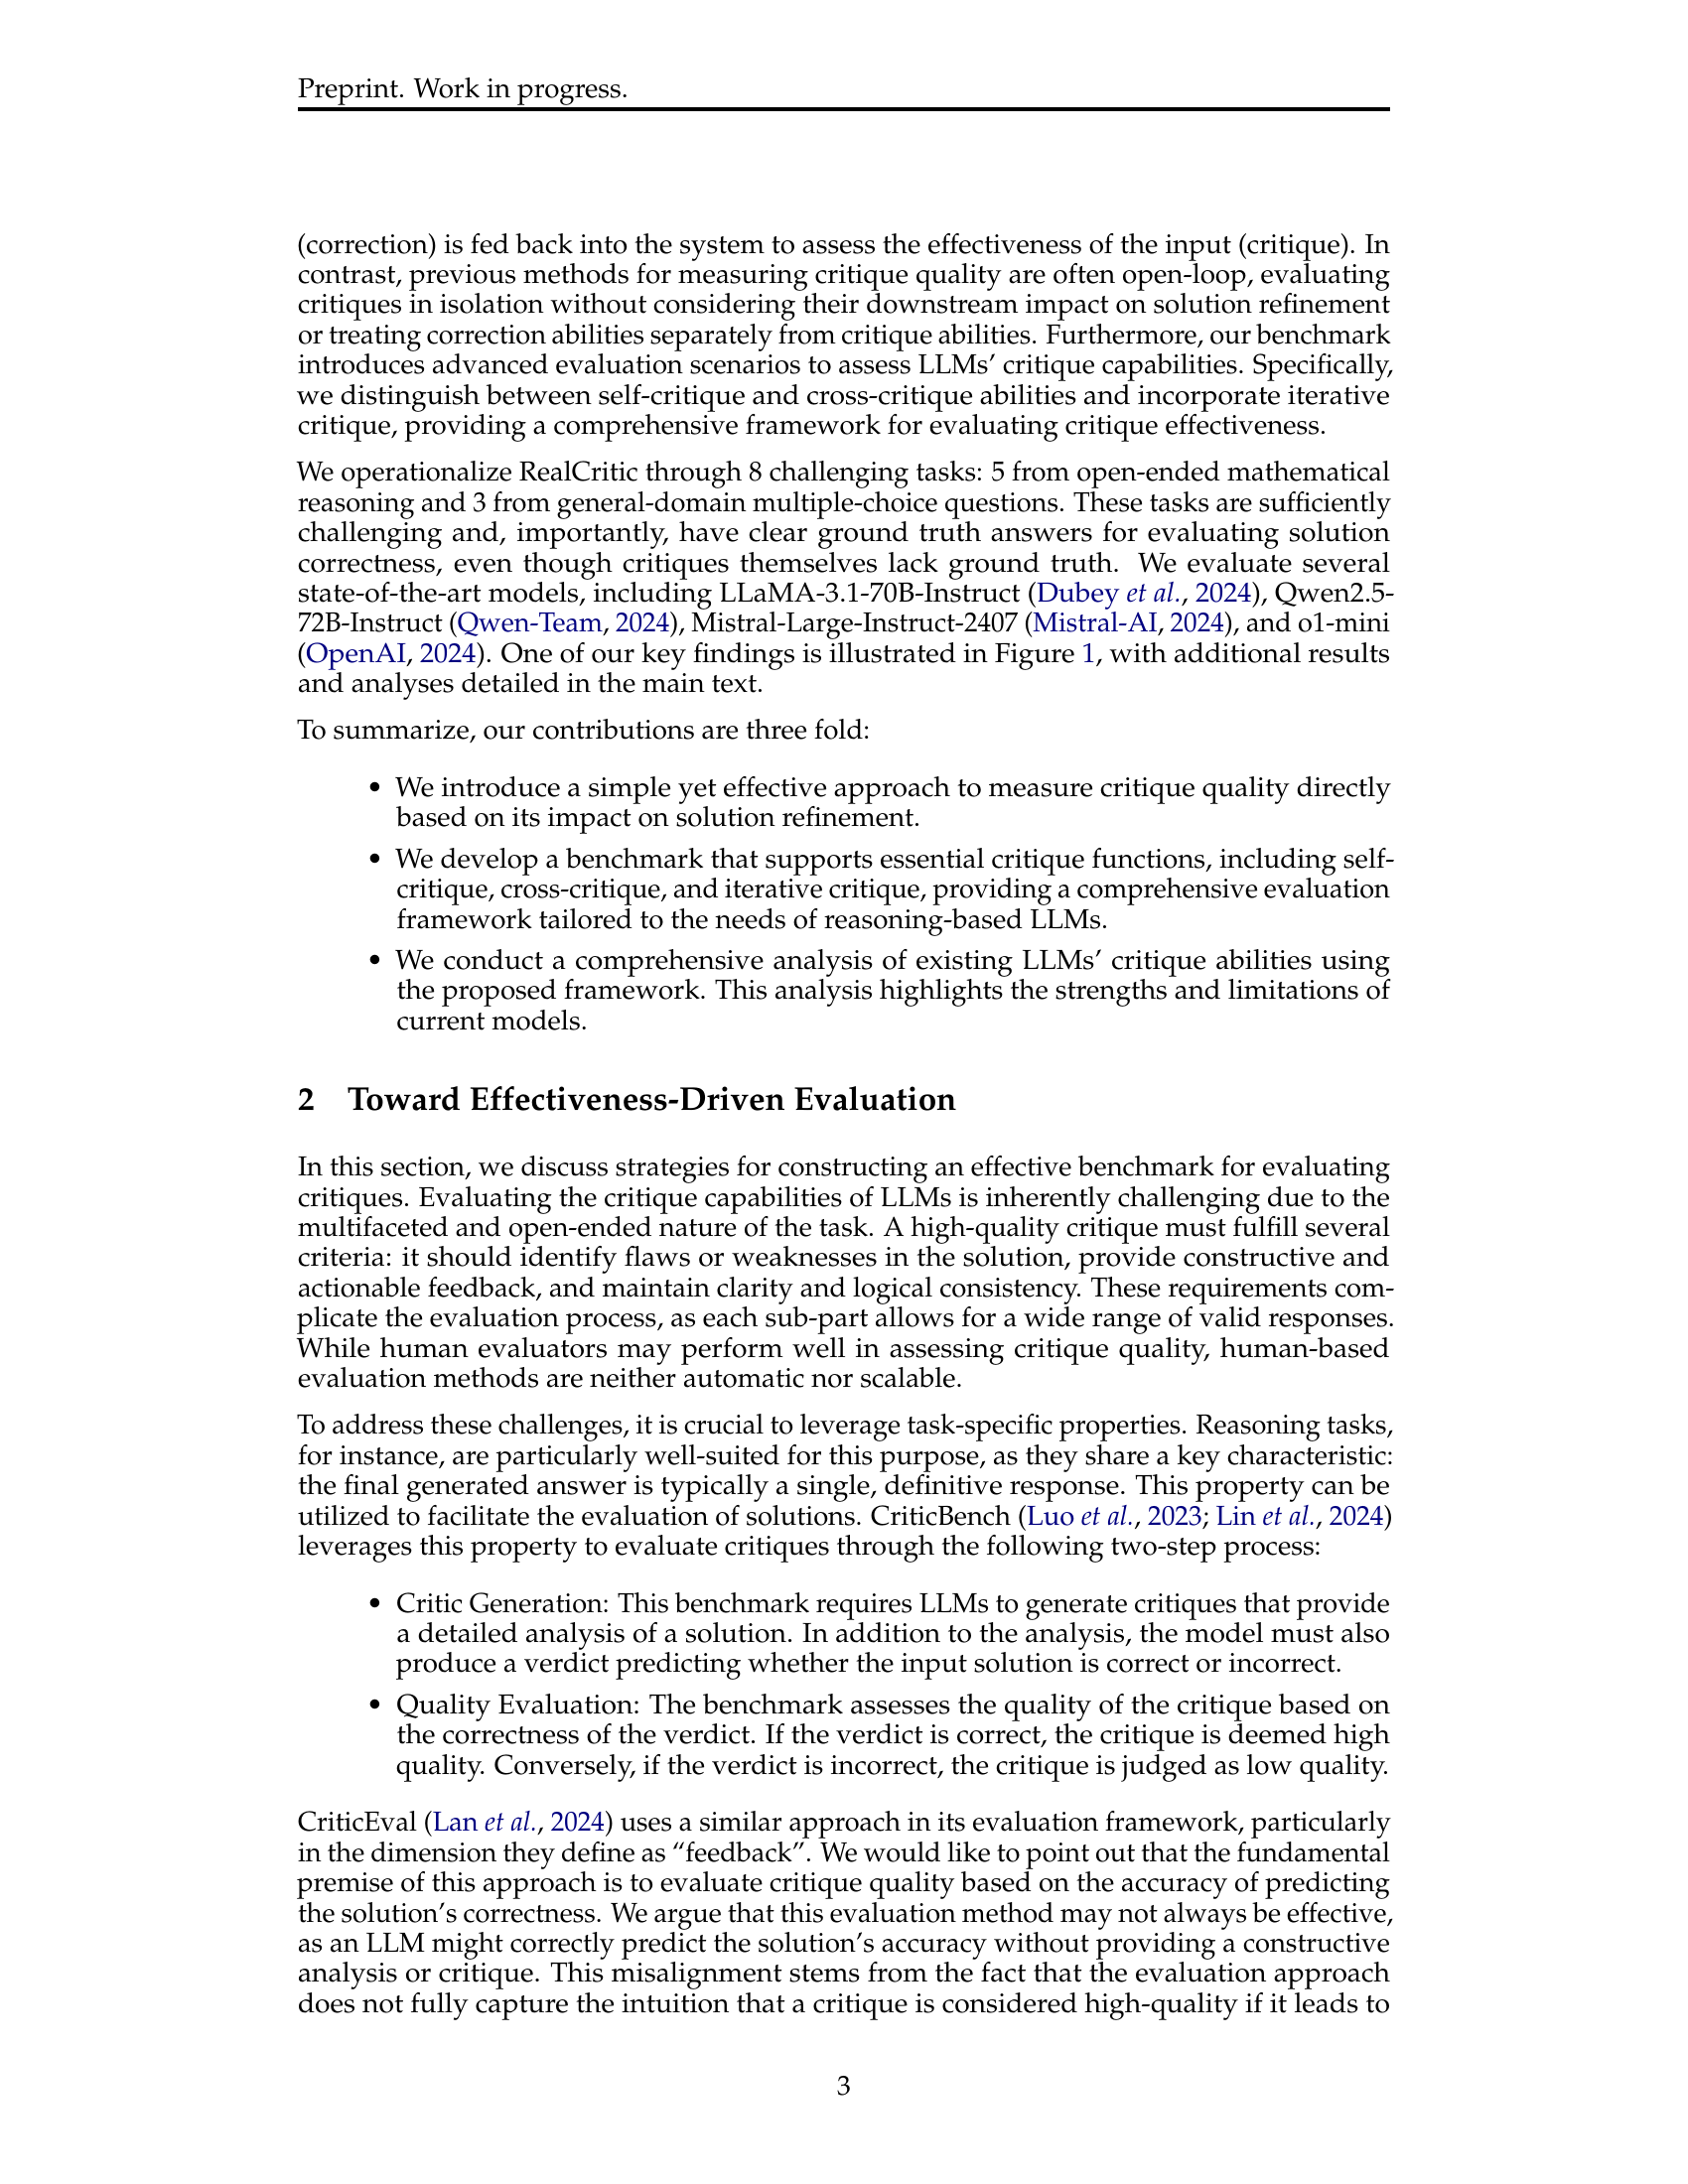 Preprint. Work in progress.
(correction) is fed back into the system to assess the effectiveness of the input (critique). In
contrast, previous methods for measuring critique quality are often open-loop, evaluating
critiques in isolation without considering their downstream impact on solution refinement
or treating correction abilities separately from critique abilities. Furthermore, our benchmark
introduces advanced evaluation scenarios to assess LLMs’ critique capabilities. Specifically,
we distinguish between self-critique and cross-critique abilities and incorporate iterative
critique, providing a comprehensive framework for evaluating critique effectiveness.
We operationalize RealCritic through 8 challenging tasks: 5 from open-ended mathematical
reasoning and 3 from general-domain multiple-choice questions. These tasks are sufficiently
challenging and, importantly, have clear ground truth answers for evaluating solution
correctness, even though critiques themselves lack ground truth. We evaluate several
state-of-the-art models, including LLaMA-3.1-70B-Instruct (Dubey et al., 2024), Qwen2.5-
72B-Instruct (Qwen-Team, 2024), Mistral-Large-Instruct-2407 (Mistral-AI, 2024), and o1-mini
(OpenAI, 2024). One of our key findings is illustrated in Figure 1, with additional results
and analyses detailed in the main text.
To summarize, our contributions are three fold:
• We introduce a simple yet effective approach to measure critique quality directly
based on its impact on solution refinement.
• We develop a benchmark that supports essential critique functions, including self-
critique, cross-critique, and iterative critique, providing a comprehensive evaluation
framework tailored to the needs of reasoning-based LLMs.
• We conduct a comprehensive analysis of existing LLMs’ critique abilities using
the proposed framework. This analysis highlights the strengths and limitations of
current models.
2 Toward Effectiveness-Driven Evaluation
In this section, we discuss strategies for constructing an effective benchmark for evaluating
critiques. Evaluating the critique capabilities of LLMs is inherently challenging due to the
multifaceted and open-ended nature of the task. A high-quality critique must fulfill several
criteria: it should identify flaws or weaknesses in the solution, provide constructive and
actionable feedback, and maintain clarity and logical consistency. These requirements com-
plicate the evaluation process, as each sub-part allows for a wide range of valid responses.
While human evaluators may perform well in assessing critique quality, human-based
evaluation methods are neither automatic nor scalable.
To address these challenges, it is crucial to leverage task-specific properties. Reasoning tasks,
for instance, are particularly well-suited for this purpose, as they share a key characteristic:
the final generated answer is typically a single, definitive response. This property can be
utilized to facilitate the evaluation of solutions. CriticBench (Luo et al., 2023; Lin et al., 2024)
leverages this property to evaluate critiques through the following two-step process:
• Critic Generation: This benchmark requires LLMs to generate critiques that provide
a detailed analysis of a solution. In addition to the analysis, the model must also
produce a verdict predicting whether the input solution is correct or incorrect.
• Quality Evaluation: The benchmark assesses the quality of the critique based on
the correctness of the verdict. If the verdict is correct, the critique is deemed high
quality. Conversely, if the verdict is incorrect, the critique is judged as low quality.
CriticEval (Lan et al., 2024) uses a similar approach in its evaluation framework, particularly
in the dimension they define as “feedback”. We would like to point out that the fundamental
premise of this approach is to evaluate critique quality based on the accuracy of predicting
the solution’s correctness. We argue that this evaluation method may not always be effective,
as an LLM might correctly predict the solution’s accuracy without providing a constructive
analysis or critique. This misalignment stems from the fact that the evaluation approach
does not fully capture the intuition that a critique is considered high-quality if it leads to
3